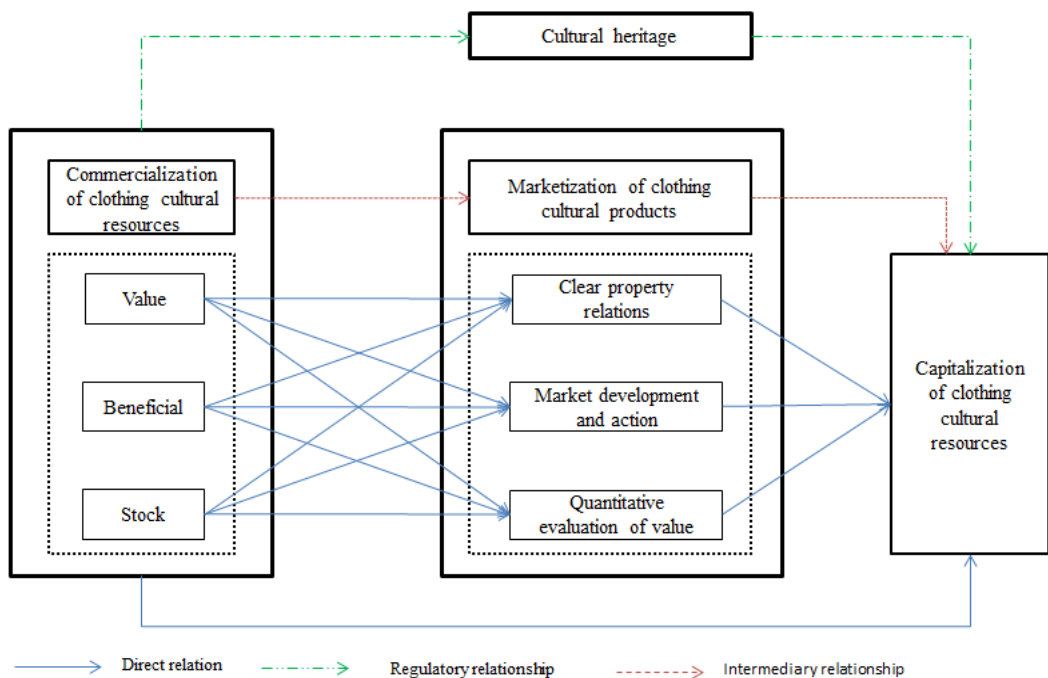 Cultural heritage
Commercialization
of clothing cultural
resources
Marketization of clothing
cultural products
Value
Clear property
relations
Beneficial
Market development
and action
Capitalization
of clothing
cultural
resources
Stock
Quantitative
evaluation of value
Direct relation
Regulatory relationship
Intermediary relationship